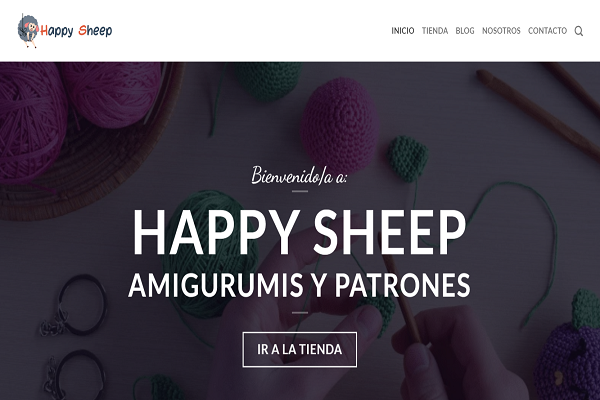 Happy Sheep
INICIO TIENDA BLOG NOSOTROS CONTACTO
Bienvenido/a a:
HAPPY SHEEP
AMIGURUMIS Y PATRONES
IR A LA TIENDA